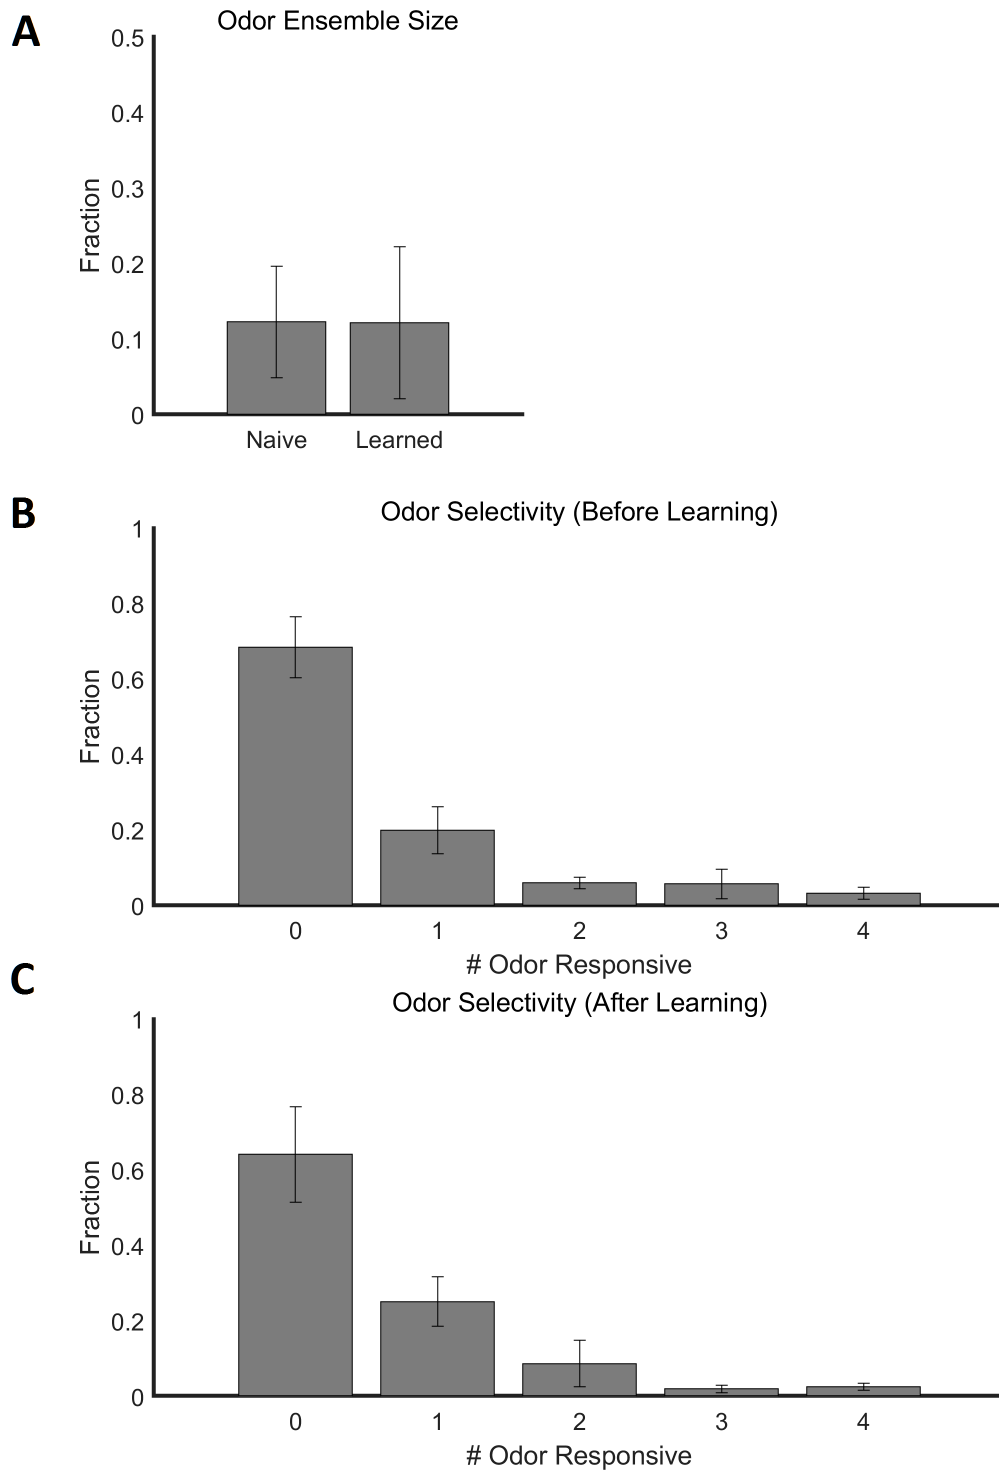 A
Odor Ensemble Size
0.5
0.4
0.3
0.2
0.1
0
Fraction
Naive Learned
B
Odor Selectivity (Before Learning)
1
0.8
0.6
0.4
0.2
0
Fraction
0 1 2 3 4
# Odor Responsive
C
Odor Selectivity (After Learning)
1
0.8
0.6
0.4
0.2
0
Fraction
0 1 2 3 4
# Odor Responsive